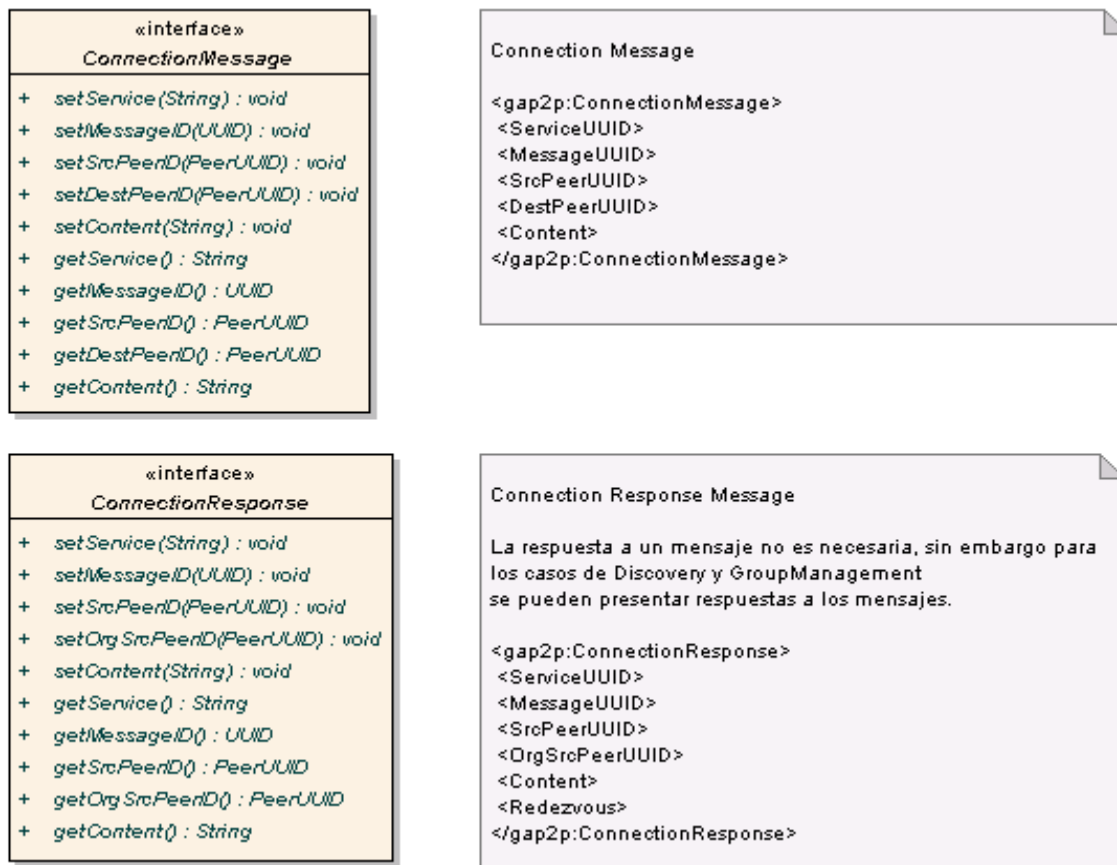 «interface»
ConnectionMessage
+ setService(String) : void
+ setMessageID(UUID) : void
+ setSrcPeerID(PeerUUID) : void
+ setDestPeerID(PeerUUID) : void
+ setContent(String) : void
+ getService() : String
+ getMessageID() : UUID
+ getSrcPeerID() : PeerUUID
+ getDestPeerID() : PeerUUID
+ getContent() : String
Connection Message
<gap2p:ConnectionMessage>
<ServiceUUID>
<MessageUUID>
<SrcPeerUUID>
<DestPeerUUID>
<Content>
</gap2p:ConnectionMessage>
«interface»
ConnectionResponse
+ setService(String) : void
+ setMessageID(UUID) : void
+ setSrcPeerID(PeerUUID) : void
+ setOrgSrcPeerID(PeerUUID) : void
+ setContent(String) : void
+ getService() : String
+ getMessageID() : UUID
+ getSrcPeerID() : PeerUUID
+ getOrgSrcPeerID() : PeerUUID
+ getContent() : String
Connection Response Message
La respuesta a un mensaje no es necesaria, sin embargo para
los casos de Discovery y GroupManagement
se pueden presentar respuestas a los mensajes.
<gap2p:ConnectionResponse>
<ServiceUUID>
<MessageUUID>
<SrcPeerUUID>
<OrgSrcPeerUUID>
<Content>
<Redezvous>
</gap2p:ConnectionResponse>